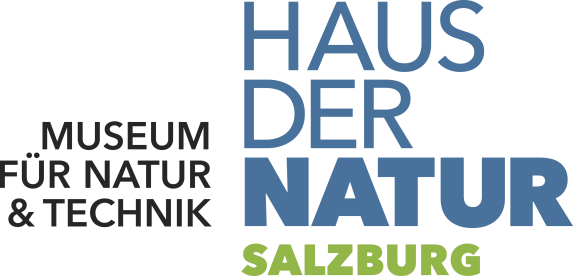 MUSEUM
FÜR NATUR
& TECHNIK
HAUS
DER
NATUR
SALZBURG